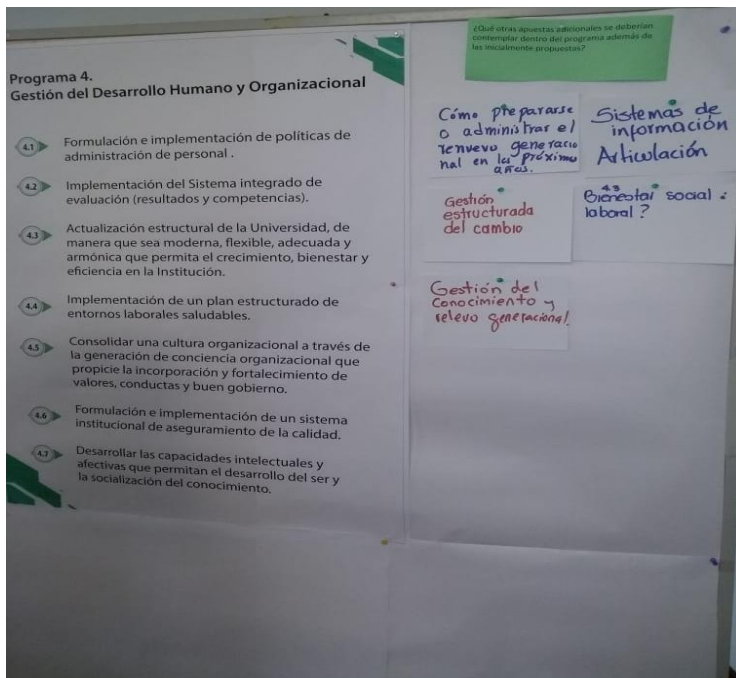 Programa 4.
Gestión del Desarrollo Humano y Organizacional
4.1 Formulación e implementación de políticas de
administración de personal .
4.2 Implementación del Sistema integrado de
evaluación (resultados y competencias).
4.3 Actualización estructural de la Universidad, de
manera que sea moderna, flexible, adecuada y
armónica que permita el crecimiento, bienestar y
eficiencia en la Institución.
4.4 Implementación de un plan estructurado de
entornos laborales saludables.
4.5 Consolidar una cultura organizacional a través de
la generación de conciencia organizacional que
propicie la incorporación y fortalecimiento de
valores, conductas y buen gobierno.
4.6 Formulación e implementación de un sistema
institucional de aseguramiento de la calidad.
4.7 Desarrollar las capacidades intelectuales y
afectivas que permitan el desarrollo del ser y
la socialización del conocimiento.
¿Qué otras apuestas adicionales se deberían
contemplar dentro del programa además de
las inicialmente propuestas?
Cómo prepararse
o administrar el
renuevo generacio
nal en los próximos
años.
Sistemas de
información
Articulación
Gestión
estructurada
del cambio
4.3
Bienestar social :
laboral ?
Gestión del
Conocimiento y
relevo generacional.